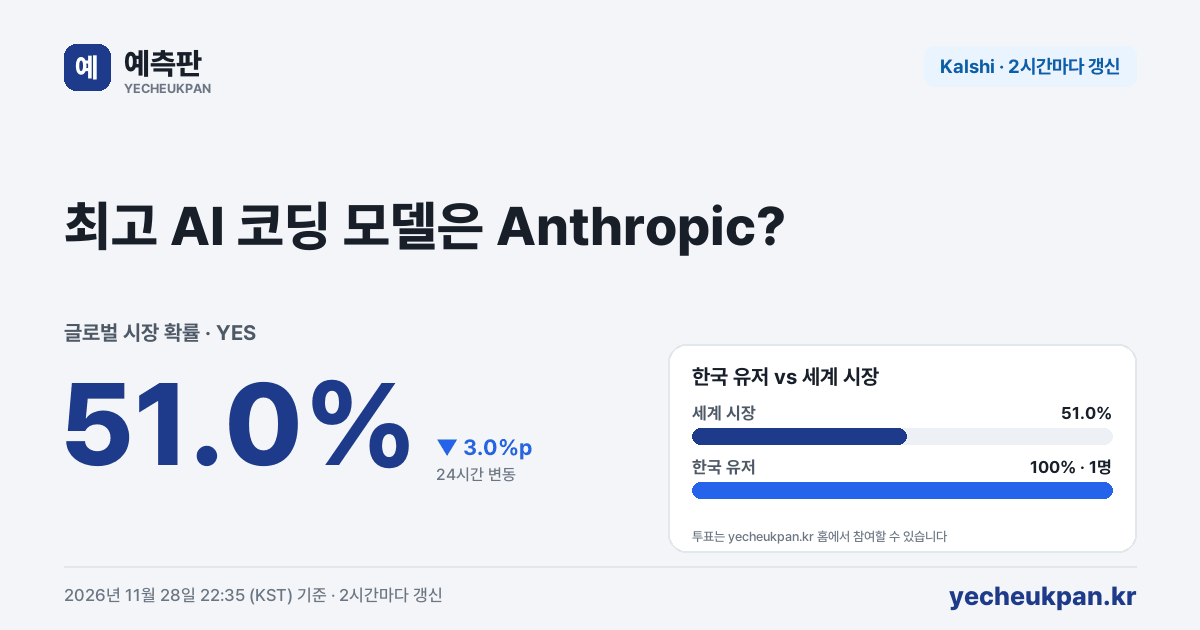 예
예측판
YECHEUKPAN
Kalshi · 2시간마다 갱신
최고 AI 코딩 모델은 Anthropic?
글로벌 시장 확률 · YES
51.0%
▼ 3.0%p
24시간 변동
한국 유저 vs 세계 시장
세계 시장 51.0%
한국 유저 100% · 1명
투표는 yecheukpan.kr 홈에서 참여할 수 있습니다
2026년 11월 28일 22:35 (KST) 기준 · 2시간마다 갱신
yecheukpan.kr